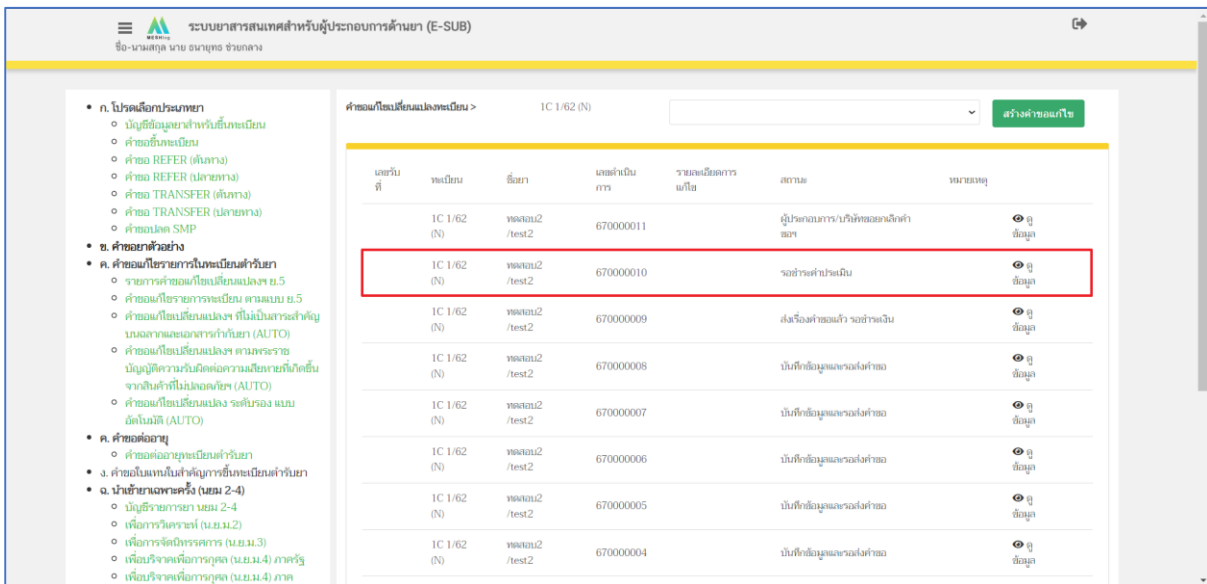 ระบบยาสารสนเทศสำหรับผู้ประกอบการด้านยา (E-SUB)
ชื่อ-นามสกุล นาย ธนายุทธ ช่วยกลาง
• ก. โปรดเลือกประเภทยา
บัญชีข้อมูลยาสำหรับขึ้นทะเบียน
คำขอขึ้นทะเบียน
คำขอ REFER (ต้นทาง)
คำขอ REFER (ปลายทาง)
คำขอ TRANSFER (ต้นทาง)
คำขอ TRANSFER (ปลายทาง)
คำขอปลด SMP
• ข. คำขอยาตัวอย่าง
• ค. คำขอแก้ไขรายการในทะเบียนตำรับยา
รายการคำขอแก้ไขเปลี่ยนแปลงฯ ย.5
คำขอแก้ไขรายการทะเบียน ตามแบบ ย.5
คำขอแก้ไขเปลี่ยนแปลงฯ ที่ไม่เป็นสาระสำคัญ
บนฉลากและเอกสารกำกับยา (AUTO)
คำขอแก้ไขเปลี่ยนแปลงฯ ตามพระราช
บัญญัติความรับผิดต่อความเสียหายที่เกิดขึ้น
จากสินค้าที่ไม่ปลอดภัยฯ (AUTO)
คำขอแก้ไขเปลี่ยนแปลง ระดับรอง แบบ
อัตโนมัติ (AUTO)
• ค. คำขอต่ออายุ
คำขอต่ออายุทะเบียนตำรับยา
• ง. คำขอใบแทนใบสำคัญการขึ้นทะเบียนตำรับยา
• ฉ. นำเข้ายาเฉพาะครั้ง (นยม 2-4)
บัญชีรายการยา นยม 2-4
เพื่อการวิเคราะห์ (น.ย.ม.2)
เพื่อการจัดนิทรรศการ (น.ย.ม.3)
เพื่อบริจาคเพื่อการกุศล (น.ย.ม.4) ภาครัฐ
เพื่อบริจาคเพื่อการกุศล (น.ย.ม.4) ภาค
คำขอแก้ไขเปลี่ยนแปลงทะเบียน > 1C 1/62 (N) สร้างคำขอแก้ไข
เลขรับ ทะเบียน ชื่อยา เลขดำเนิน รายละเอียดการ สถานะ หมายเหตุ
ที่ การ แก้ไข
1C 1/62 ทดสอบ2 670000011 ผู้ประกอบการ/บริษัทขอยกเลิกคำ ดู
(N) /test2 ขอฯ ข้อมูล
1C 1/62 ทดสอบ2 670000010 รอชำระค่าประเมิน ดู
(N) /test2 ข้อมูล
1C 1/62 ทดสอบ2 670000009 ส่งเรื่องคำขอแล้ว รอชำระเงิน ดู
(N) /test2 ข้อมูล
1C 1/62 ทดสอบ2 670000008 บันทึกข้อมูลและรอส่งคำขอ ดู
(N) /test2 ข้อมูล
1C 1/62 ทดสอบ2 670000007 บันทึกข้อมูลและรอส่งคำขอ ดู
(N) /test2 ข้อมูล
1C 1/62 ทดสอบ2 670000006 บันทึกข้อมูลและรอส่งคำขอ ดู
(N) /test2 ข้อมูล
1C 1/62 ทดสอบ2 670000005 บันทึกข้อมูลและรอส่งคำขอ ดู
(N) /test2 ข้อมูล
1C 1/62 ทดสอบ2 670000004 บันทึกข้อมูลและรอส่งคำขอ ดู
(N) /test2 ข้อมูล